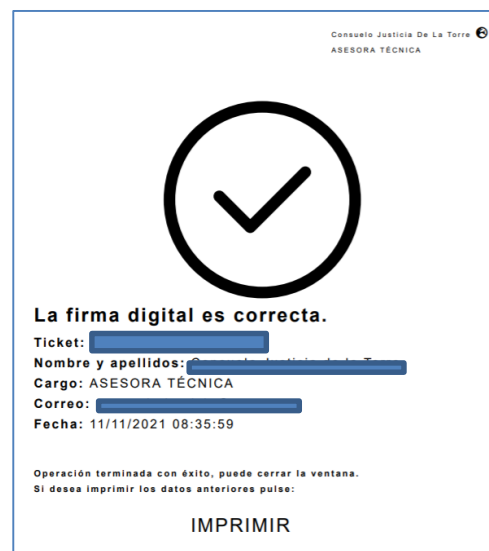 Consuelo Justicia De La Torre
ASESORA TÉCNICA
La firma digital es correcta.
Ticket:
Nombre y apellidos:
Cargo: ASESORA TÉCNICA
Correo:
Fecha: 11/11/2021 08:35:59
Operación terminada con éxito, puede cerrar la ventana.
Si desea imprimir los datos anteriores pulse:
IMPRIMIR